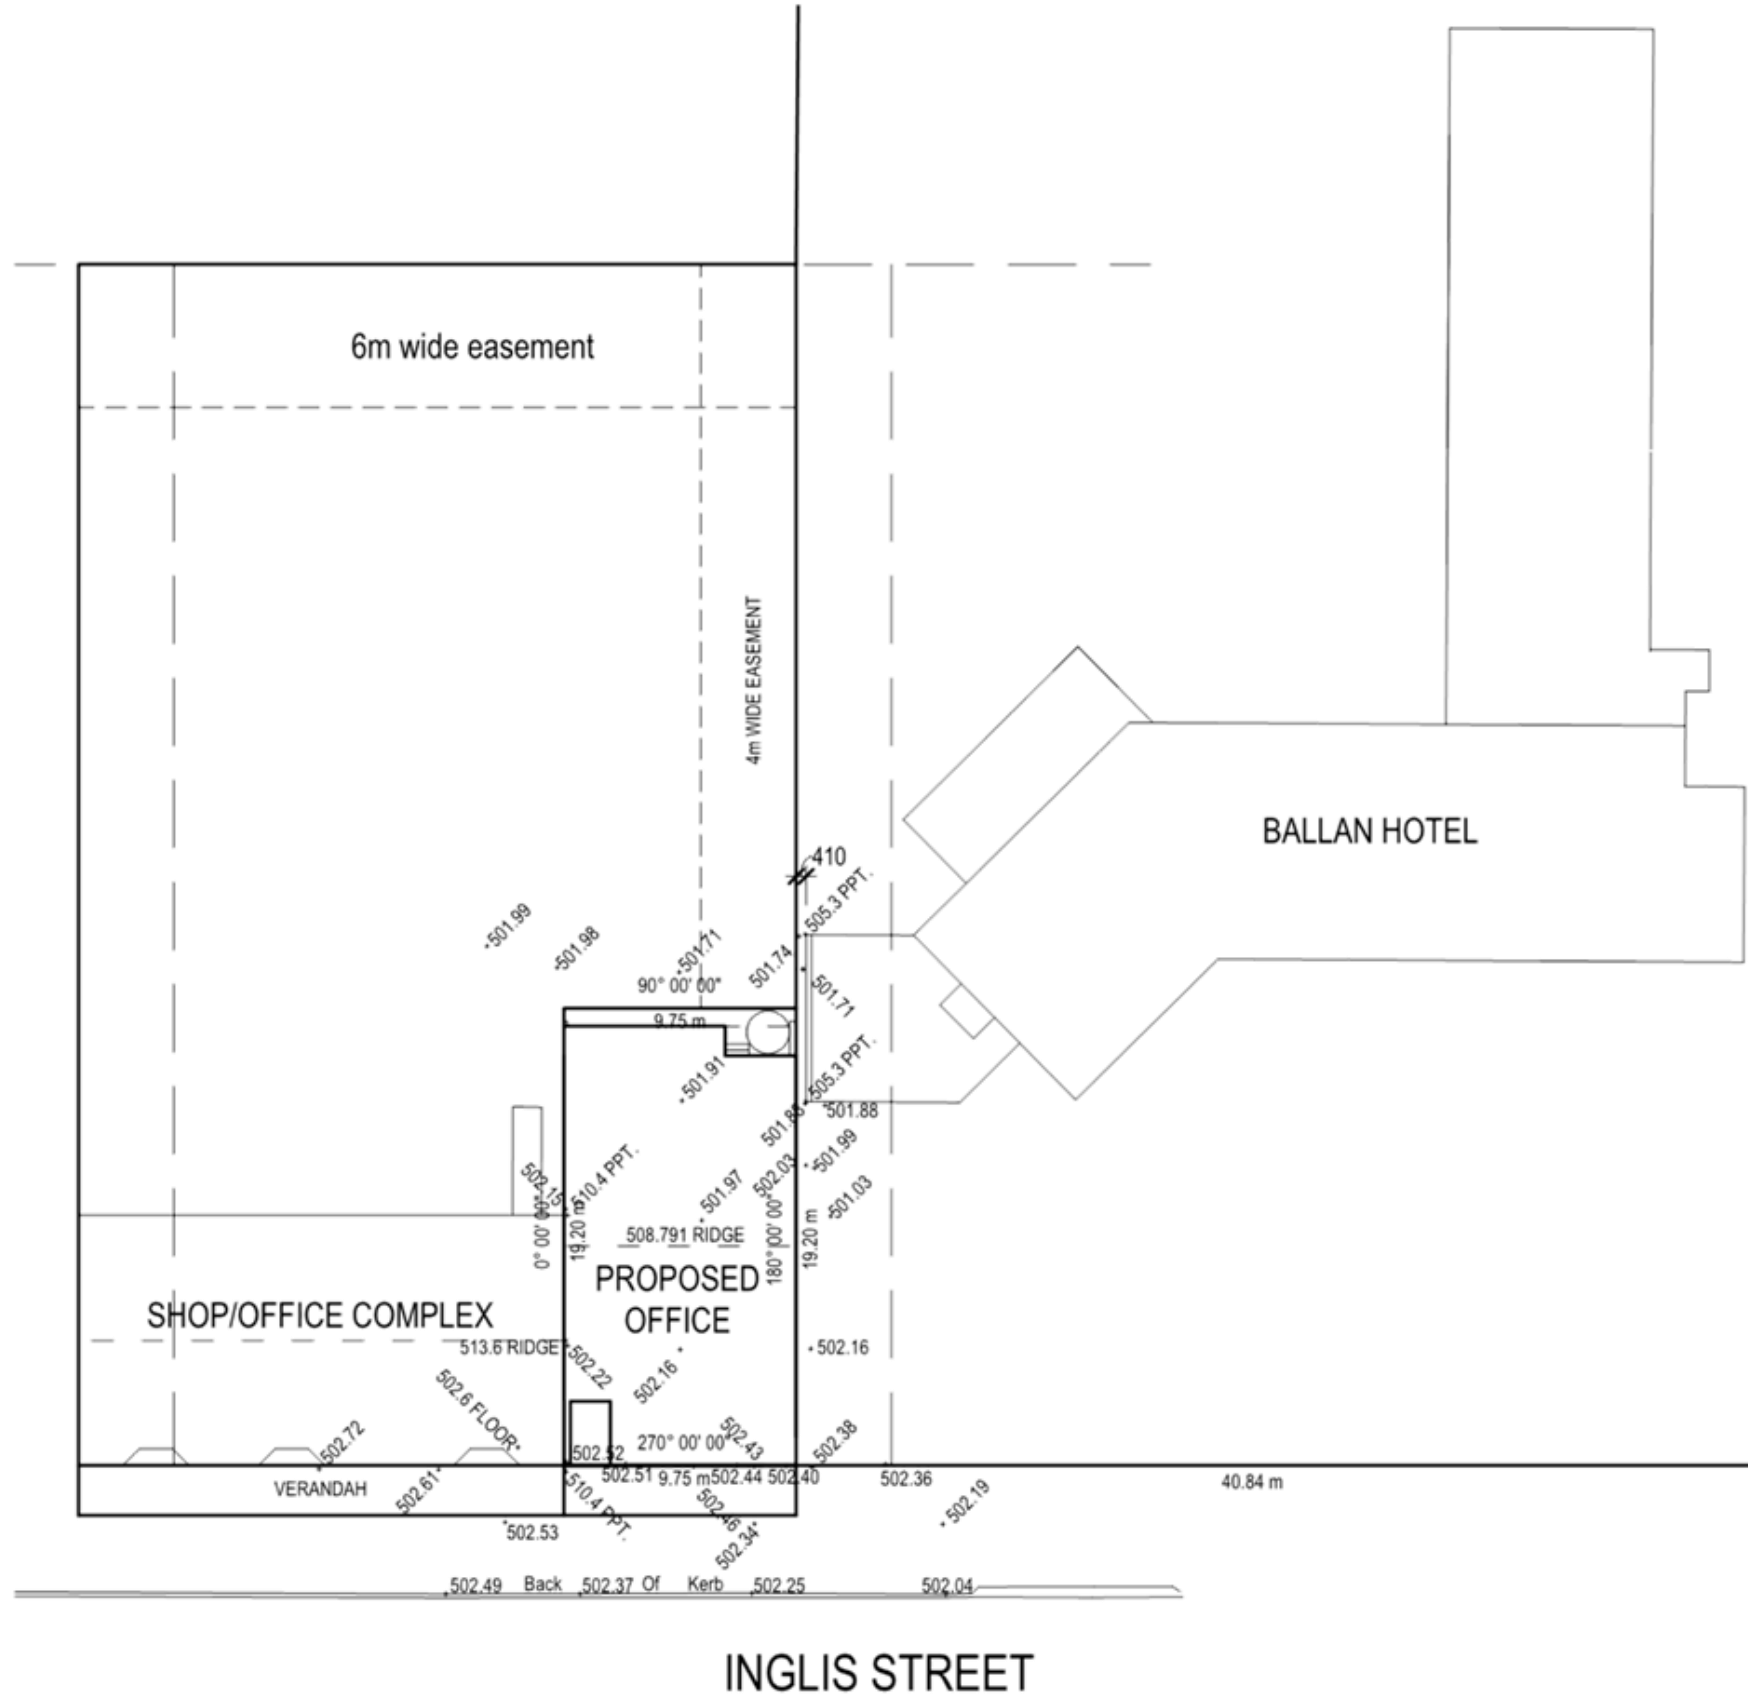 6m wide easement
4m WIDE EASEMENT
BALLAN HOTEL
410
505.3 PPT.
501.99
501.98
501.71
501.74
501.71
90° 00' 00"
9.75 m
501.91
505.3 PPT.
501.88
501.88
501.99
502.03
501.97
501.03
502.15
510.4 PPT.
0° 00' 00"
19.20 m
180° 00' 00"
19.20 m
508.791 RIDGE
PROPOSED
OFFICE
SHOP/OFFICE COMPLEX
513.6 RIDGE
502.22
502.16
502.16
502.6 FLOOR
502.72
502.43
502.38
270° 00' 00"
502.52
502.51
9.75 m
502.44
502.40
502.36
40.84 m
VERANDAH
502.61
510.4 PPT.
502.46
502.34
502.19
502.53
502.49 Back 502.37 Of Kerb 502.25 502.04
INGLIS STREET